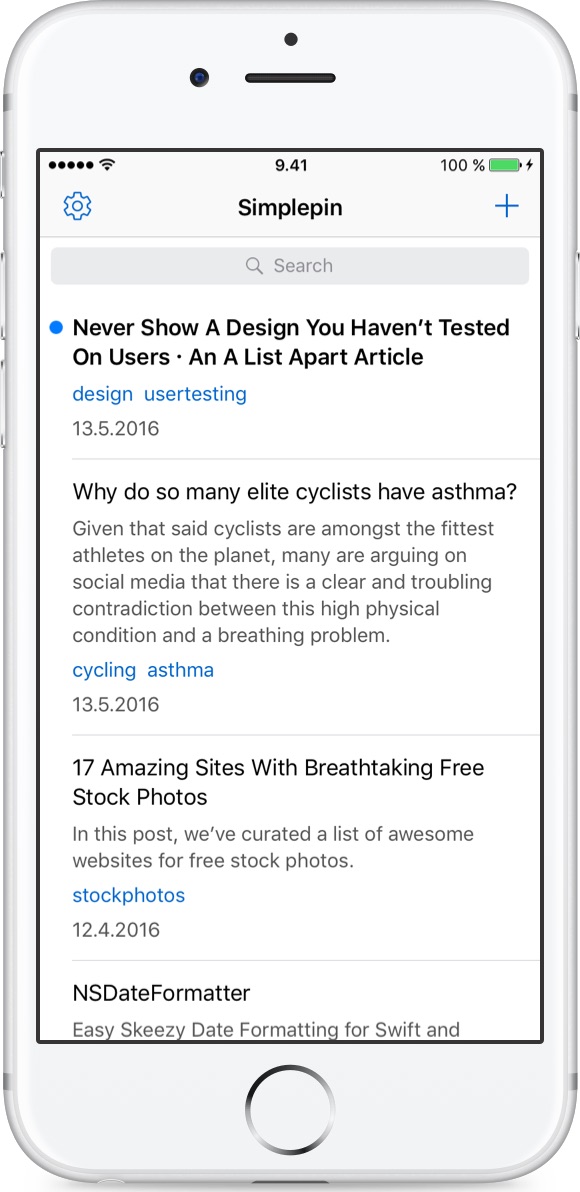 9.41
100 %
Simplepin
Search
Never Show A Design You Haven’t Tested
On Users · An A List Apart Article
design usertesting
13.5.2016
Why do so many elite cyclists have asthma?
Given that said cyclists are amongst the fittest
athletes on the planet, many are arguing on
social media that there is a clear and troubling
contradiction between this high physical
condition and a breathing problem.
cycling asthma
13.5.2016
17 Amazing Sites With Breathtaking Free
Stock Photos
In this post, we’ve curated a list of awesome
websites for free stock photos.
stockphotos
12.4.2016
NSDateFormatter
Easy Skeezy Date Formatting for Swift and